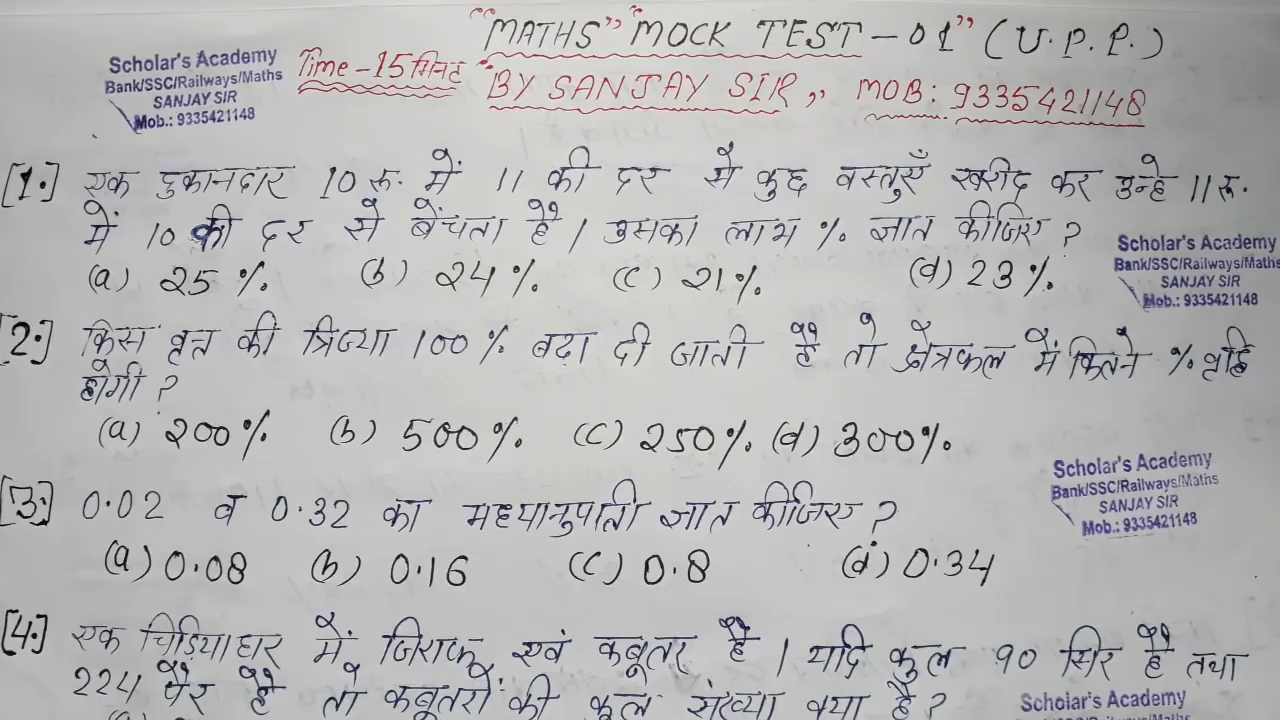 "MATHS" "MOCK TEST - 01" (U.P.P.)
Scholar's Academy
Bank/SSC/Railways/Maths
SANJAY SIR
Mob.: 9335421148
Time - 15 मिनट
"BY SANJAY SIR,, MOB: 9335421148
[1.] एक दुकानदार 10 रू. में 11 की दर से कुछ वस्तुएँ खरीद कर उन्हे 11 रू.
में 10 की दर से बेंचता है। उसका लाभ % ज्ञात कीजिए ?
(a) 25 %. (b) 24 %. (c) 21 %. (d) 23 %.
Scholar's Academy
Bank/SSC/Railways/Maths
SANJAY SIR
Mob.: 9335421148
[2.] किस वृत्त की त्रिज्या 100 % बढ़ा दी जाती है तो क्षेत्रफल में कितने % वृद्धि
होगी ?
(a) 200 %. (b) 500 %. (c) 250 %. (d) 300 %.
Scholar's Academy
Bank/SSC/Railways/Maths
SANJAY SIR
Mob.: 9335421148
[3.] 0.02 व 0.32 का मध्यानुपाती ज्ञात कीजिए ?
(a) 0.08 (b) 0.16 (c) 0.8 (d) 0.34
[4.] एक चिड़ियाघर में जिराफ एवं कबूतर है। यदि कुल 90 सिर है तथा
224 पैर है तो कबूतरों की कुल संख्या क्या है ?
Scholar's Academy